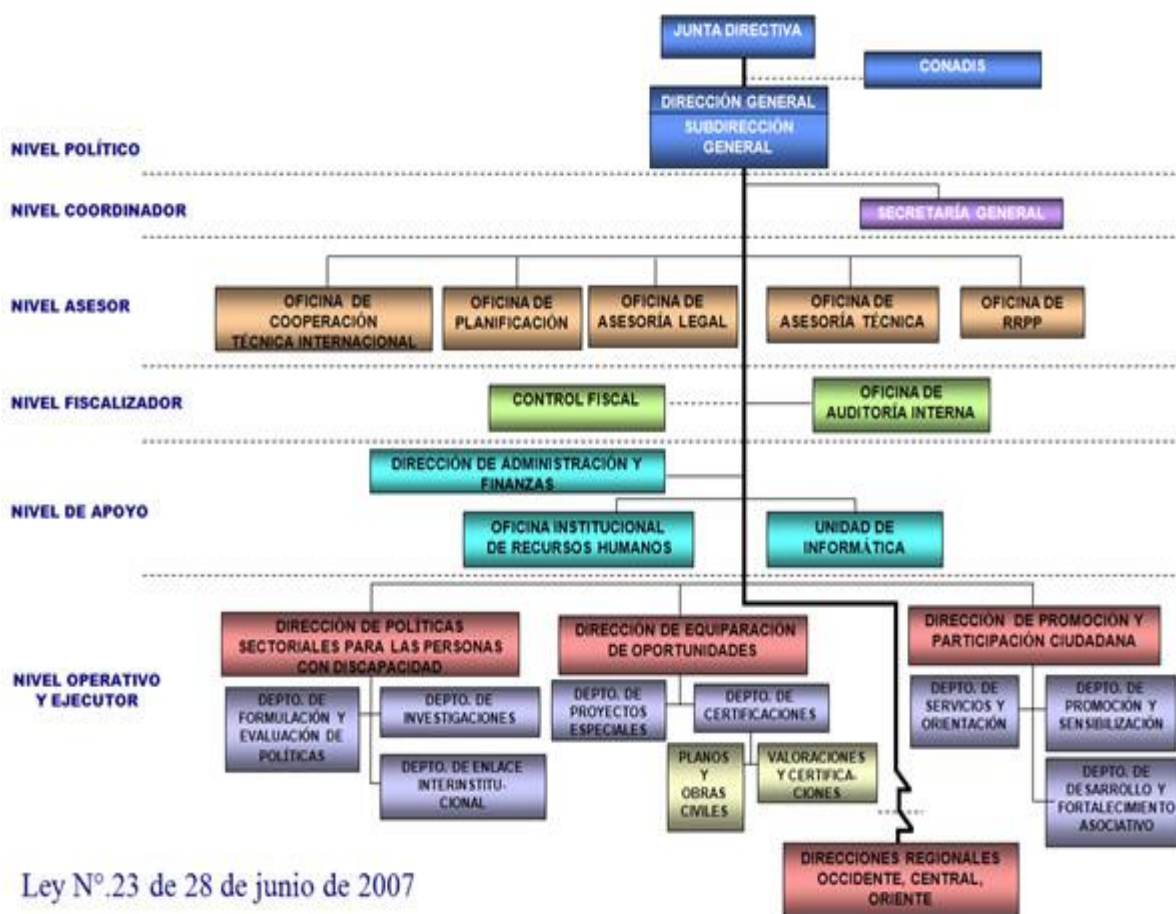 JUNTA DIRECTIVA
CONADIS
DIRECCIÓN GENERAL
SUBDIRECCIÓN
GENERAL
NIVEL POLÍTICO
NIVEL COORDINADOR
SECRETARÍA GENERAL
NIVEL ASESOR
OFICINA DE
COOPERACIÓN
TÉCNICA INTERNACIONAL
OFICINA DE
PLANIFICACIÓN
OFICINA DE
ASESORÍA LEGAL
OFICINA DE
ASESORÍA TÉCNICA
OFICINA DE
RRPP
NIVEL FISCALIZADOR
CONTROL FISCAL
OFICINA DE
AUDITORÍA INTERNA
NIVEL DE APOYO
DIRECCIÓN DE ADMINISTRACIÓN Y
FINANZAS
OFICINA INSTITUCIONAL
DE RECURSOS HUMANOS
UNIDAD DE
INFORMÁTICA
NIVEL OPERATIVO
Y EJECUTOR
DIRECCIÓN DE POLÍTICAS
SECTORIALES PARA LAS PERSONAS
CON DISCAPACIDAD
DEPTO. DE
FORMULACIÓN Y
EVALUACIÓN DE
POLÍTICAS
DEPTO. DE
INVESTIGACIONES
DEPTO. DE ENLACE
INTERINSTITU-
CIONAL
DIRECCIÓN DE EQUIPARACIÓN
DE OPORTUNIDADES
DEPTO. DE
PROYECTOS
ESPECIALES
DEPTO. DE
CERTIFICACIONES
PLANOS
Y
OBRAS
CIVILES
VALORACIONES
Y CERTIFICA-
CIONES
DIRECCIÓN DE PROMOCIÓN Y
PARTICIPACIÓN CIUDADANA
DEPTO. DE
SERVICIOS Y
ORIENTACIÓN
DEPTO. DE
PROMOCIÓN Y
SENSIBILIZACIÓN
DEPTO. DE
DESARROLLO Y
FORTALECIMIENTO
ASOCIATIVO
DIRECCIONES REGIONALES
OCCIDENTE, CENTRAL,
ORIENTE
Ley N°.23 de 28 de junio de 2007